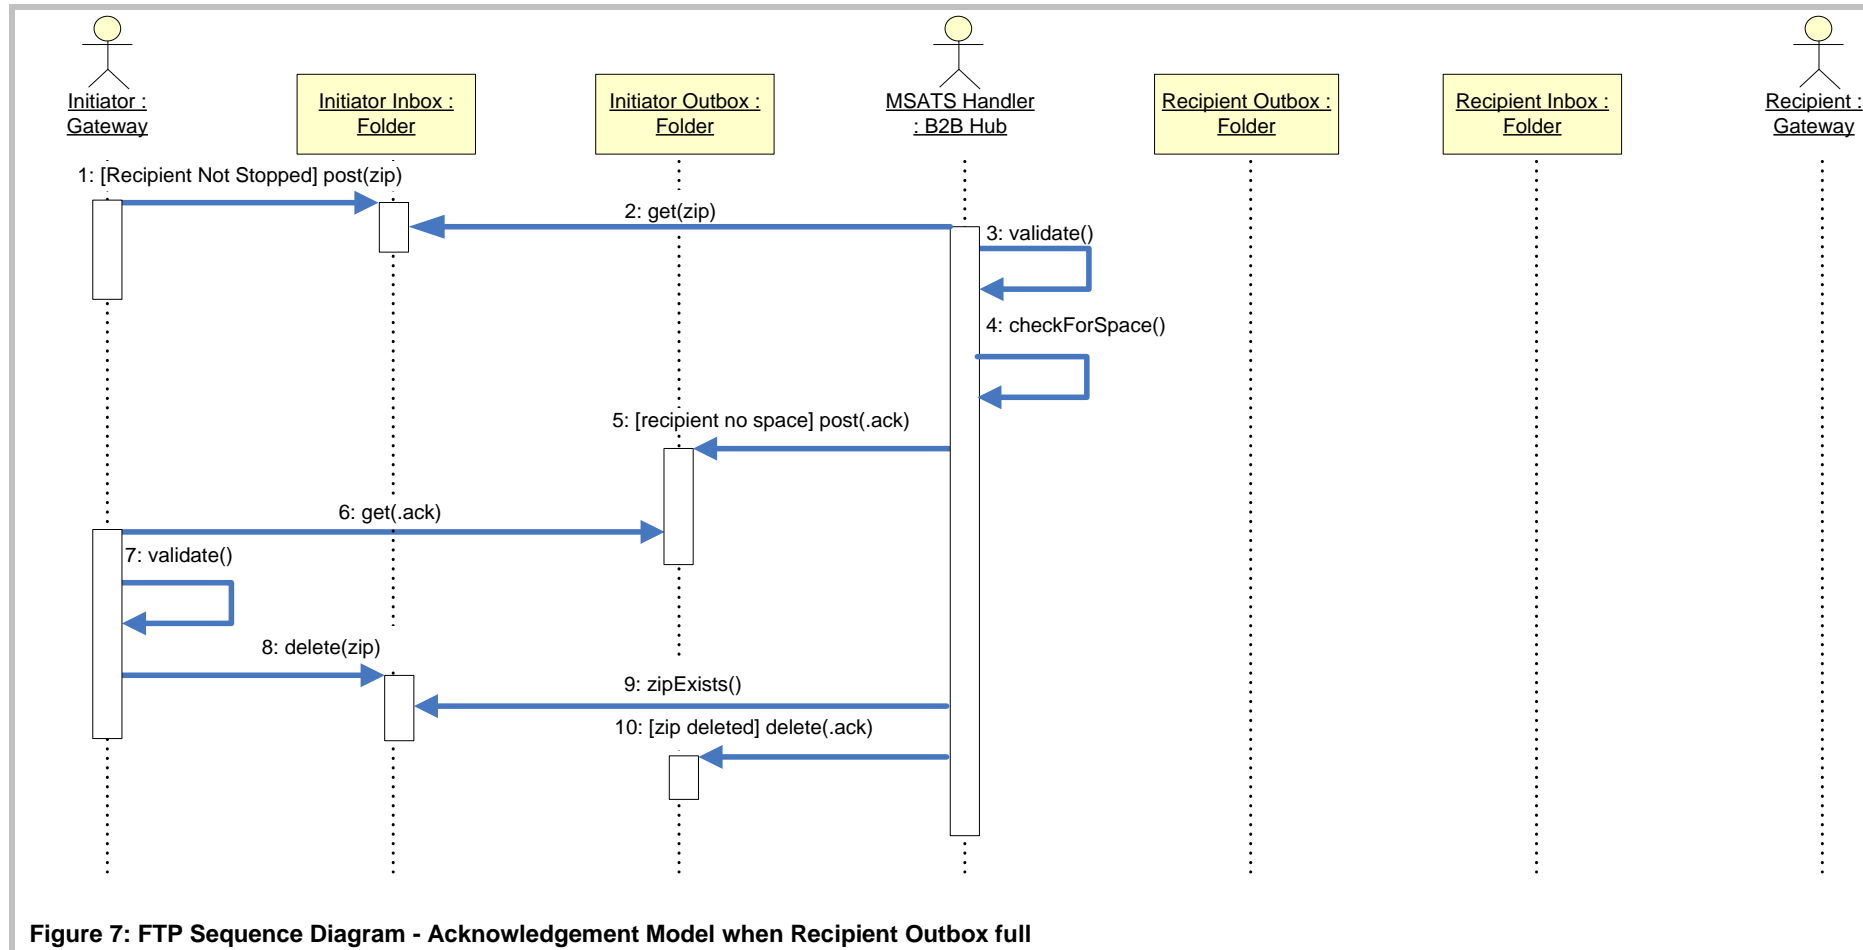 Initiator :
Gateway
Initiator Inbox :
Folder
Initiator Outbox :
Folder
MSATS Handler
: B2B Hub
Recipient Outbox :
Folder
Recipient Inbox :
Folder
Recipient :
Gateway
1: [Recipient Not Stopped] post(zip)
2: get(zip)
3: validate()
4: checkForSpace()
5: [recipient no space] post(.ack)
6: get(.ack)
7: validate()
8: delete(zip)
9: zipExists()
10: [zip deleted] delete(.ack)
Figure 7: FTP Sequence Diagram - Acknowledgement Model when Recipient Outbox full